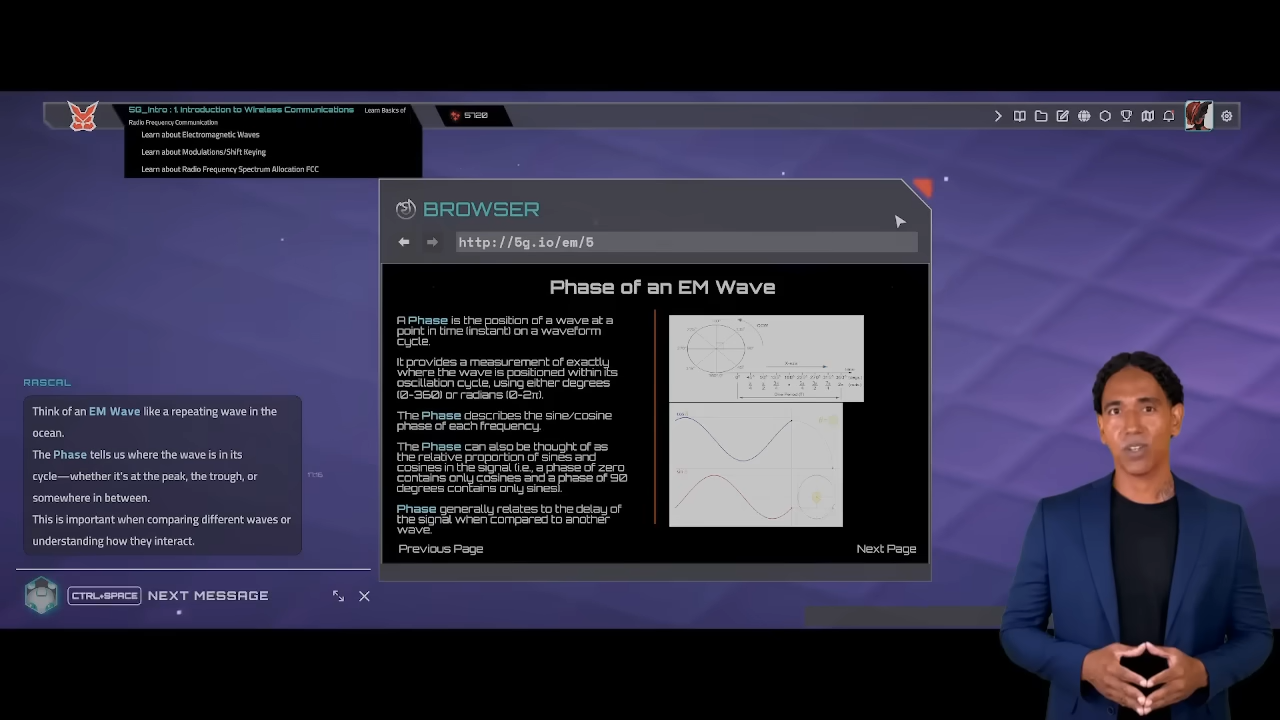 5G_Intro : 1. Introduction to Wireless Communications Learn Basics of
Radio Frequency Communication
Learn about Electromagnetic Waves
Learn about Modulations/Shift Keying
Learn about Radio Frequency Spectrum Allocation FCC
5720
BROWSER
http://5g.io/em/5
Phase of an EM Wave
A Phase is the position of a wave at a
point in time (instant) on a waveform
cycle.
It provides a measurement of exactly
where the wave is positioned within its
oscillation cycle, using either degrees
(0-360) or radians (0-2π).
The Phase describes the sine/cosine
phase of each frequency.
The Phase can also be thought of as
the relative proportion of sines and
cosines in the signal (i.e., a phase of zero
contains only cosines and a phase of 90
degrees contains only sines).
Phase generally relates to the delay of
the signal when compared to another
wave.
Previous Page
Next Page
RASCAL
Think of an EM Wave like a repeating wave in the
ocean.
The Phase tells us where the wave is in its
cycle—whether it's at the peak, the trough, or
somewhere in between.
This is important when comparing different waves or
understanding how they interact.
CTRL+SPACE NEXT MESSAGE